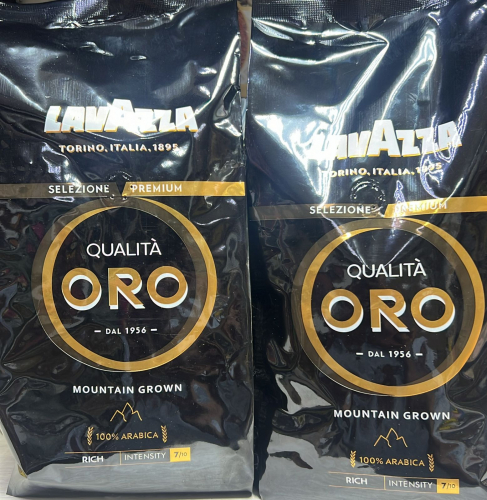 LAVAZZA
TORINO, ITALIA, 1895
SELEZIONE PREMIUM
QUALITÀ
ORO
DAL 1956
MOUNTAIN GROWN
100% ARABICA
RICH INTENSITY 7/10
LAVAZZA
TORINO, ITALIA, 1895
SELEZIONE PREMIUM
QUALITÀ
ORO
DAL 1956
MOUNTAIN GROWN
100% ARABICA
RICH INTENSITY 7/10